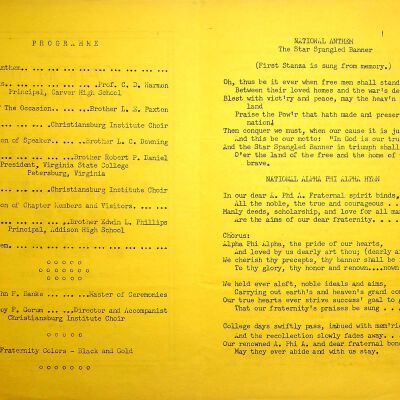 P R O G R A M M E
nthem... ... ... ... ... ... ... ...
s... ... ... ... ...Prof. C. D. Harmon
Principal, Carver High School
f The Occasion... ..Brother L. E. Paxton
... ... ...Christiansburg Institute Choir
on of Speaker...Brother L. C. Downing
... ... ... ..Brother Robert P. Daniel
President, Virginia State College
Petersburg, Virginia
... ... ...Christiansburg Institute Choir
on of Chapter Members and Visitors. ...
... ... ...Brother Edwin L. Phillips
Principal, Addison High School
em... ... ... ... ... ... ... ... ...
o o o o o
o o o o o o
hn F. Banks ... ...Master of Ceremonies
oy P. Gorum ...Director and Accompanist
Christiansburg Institute Choir
o o o o o
Fraternity Colors - Black and Gold
o o o o o o o
NATIONAL ANTHEM
The Star Spangled Banner
(First Stanza is sung from memory.)
Oh, thus be it ever when free men shall stand
Between their loved homes and the war's de
Blest with vict'ry and peace, may the heav'n
land
Praise the Pow'r that hath made and preser
nation!
Then conquer we must, when our cause it is ju
And this be our motto: "In God is our tru
And the Star Spangled Banner in triumph shall
O'er the land of the free and the home of
brave.
NATIONAL ALPHA PHI ALPHA HYMN
In our dear A. Phi A. Fraternal spirit binds,
All the noble, the true and courageous . .
Manly deeds, scholarship, and love for all ma
Are the aims of our dear fraternity. . . .
Chorus:
Alpha Phi Alpha, the pride of our hearts,
And loved by us dearly art thou; (dearly a
We cherish thy precepts, thy banner shall be
To thy glory, thy honor and renown....nown
We held ever aloft, noble ideals and aims,
Carrying out earth's and heaven's grand co
Our true hearts ever strive success' goal to g
That our fraternity's praises be sung . . .
College days swiftly pass, imbued with mem'ri
And the recollection slowly fades away. . .
Our renowned A. Phi A. and dear fraternal bon
May they ever abide and with us stay.